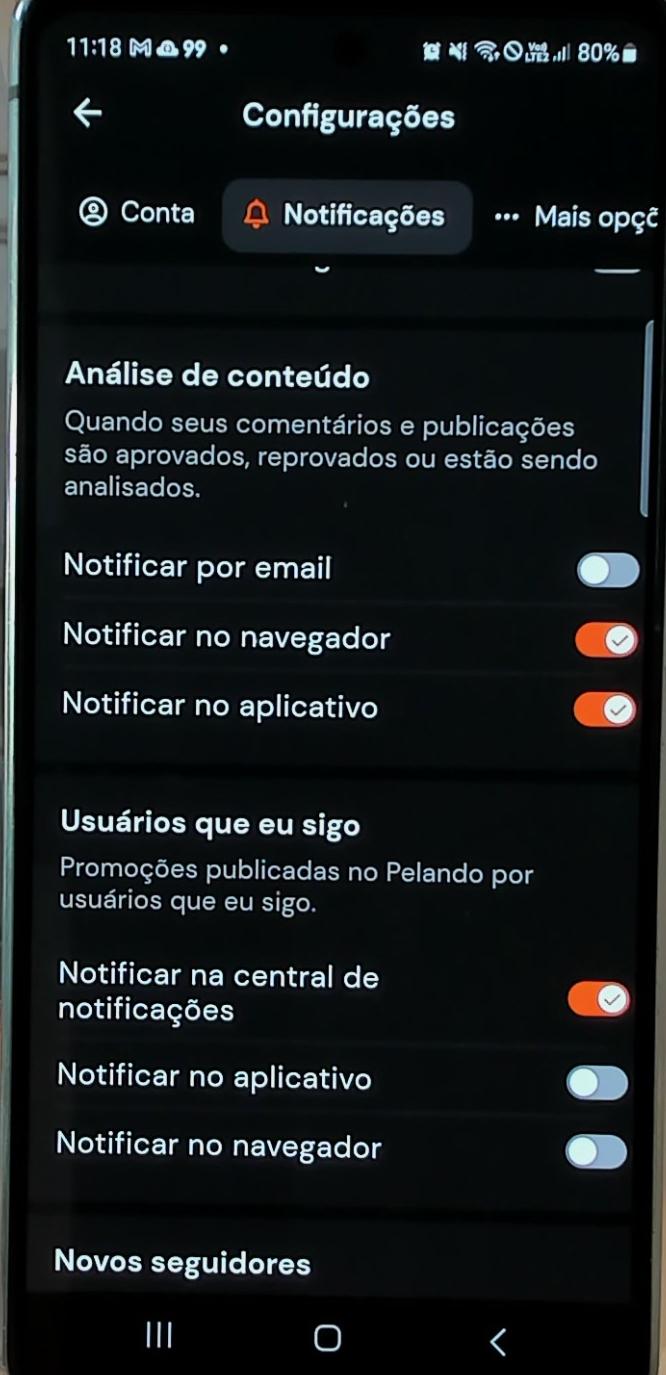 11:18 99
80%
Configurações
Conta
Notificações
Mais opçõ
Análise de conteúdo
Quando seus comentários e publicações
são aprovados, reprovados ou estão sendo
analisados.
Notificar por email
Notificar no navegador
Notificar no aplicativo
Usuários que eu sigo
Promoções publicadas no Pelando por
usuários que eu sigo.
Notificar na central de
notificações
Notificar no aplicativo
Notificar no navegador
Novos seguidores